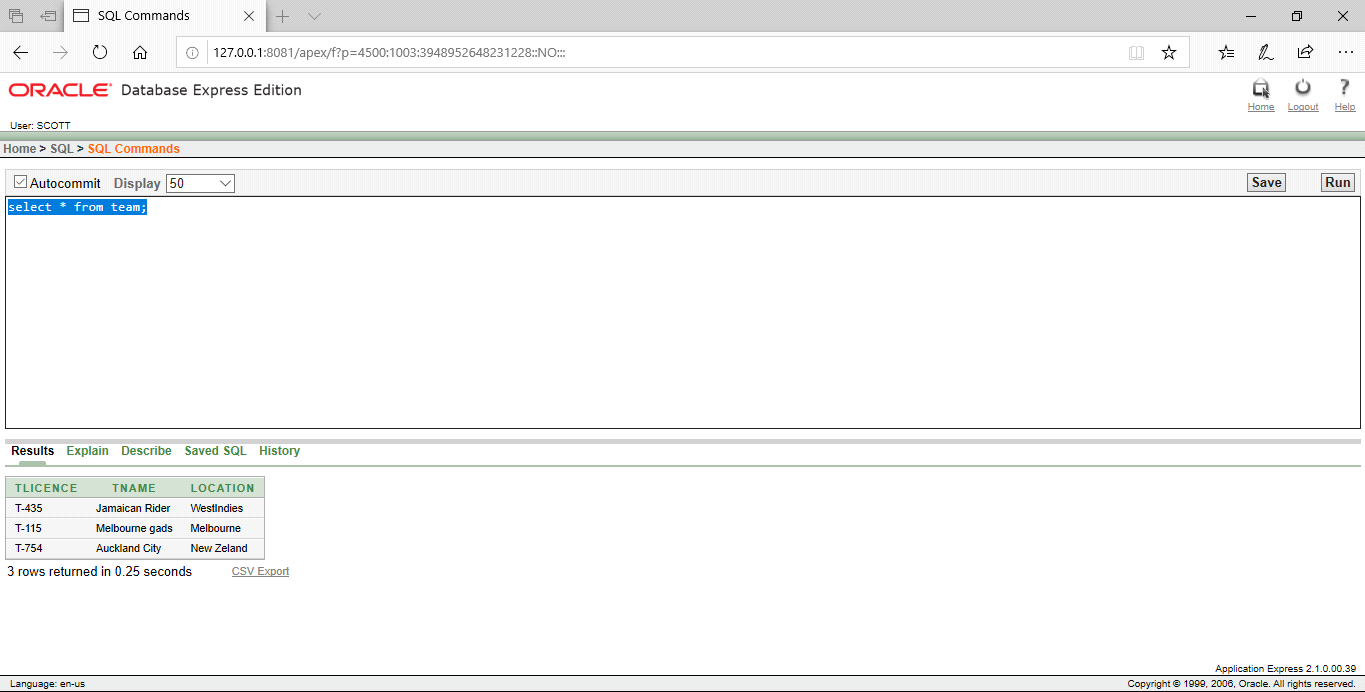 SQL Commands
127.0.0.1:8081/apex/f?p=4500:1003:3948952648231228::NO:::
ORACLE® Database Express Edition
Home Logout Help
User: SCOTT
Home > SQL > SQL Commands
Autocommit Display 50 Save Run
select * from team;
Results Explain Describe Saved SQL History
TLICENCE TNAME LOCATION
T-435 Jamaican Rider WestIndies
T-115 Melbourne gads Melbourne
T-754 Auckland City New Zeland
3 rows returned in 0.25 seconds CSV Export
Application Express 2.1.0.00.39
Language: en-us Copyright © 1999, 2006, Oracle. All rights reserved.